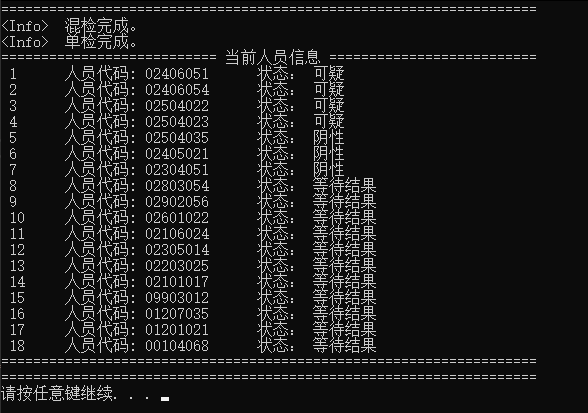 ===================================================================
<Info>  混检完成。
<Info>  单检完成。
=========================== 当前人员信息 ==========================
1 人员代码: 02406051 状态： 可疑
2 人员代码: 02406054 状态： 可疑
3 人员代码: 02504022 状态： 可疑
4 人员代码: 02504023 状态： 可疑
5 人员代码: 02504035 状态： 阴性
6 人员代码: 02405021 状态： 阴性
7 人员代码: 02304051 状态： 阴性
8 人员代码: 02803054 状态： 等待结果
9 人员代码: 02902056 状态： 等待结果
10 人员代码: 02601022 状态： 等待结果
11 人员代码: 02106024 状态： 等待结果
12 人员代码: 02305014 状态： 等待结果
13 人员代码: 02203025 状态： 等待结果
14 人员代码: 02101017 状态： 等待结果
15 人员代码: 09903012 状态： 等待结果
16 人员代码: 01207035 状态： 等待结果
17 人员代码: 01201021 状态： 等待结果
18 人员代码: 00104068 状态： 等待结果
===================================================================
===================================================================
请按任意键继续. . .